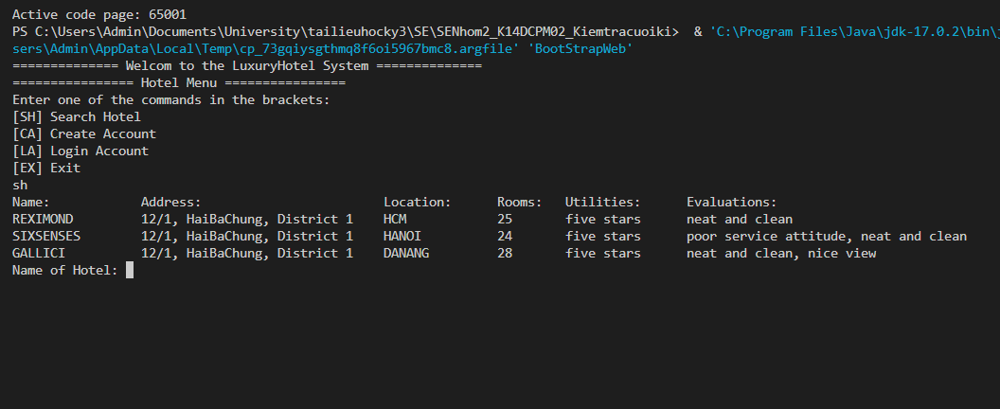 Active code page: 65001
PS C:\Users\Admin\Documents\University\tailieuhocky3\SE\SENhom2_K14DCPM02_Kiemtracuoiki>  & 'C:\Program Files\Java\jdk-17.0.2\bin\j
sers\Admin\AppData\Local\Temp\cp_73gqiysgthmq8f6oi5967bmc8.argfile' 'BootStrapWeb'
============== Welcom to the LuxuryHotel System ==============
================ Hotel Menu ================
Enter one of the commands in the brackets:
[SH] Search Hotel
[CA] Create Account
[LA] Login Account
[EX] Exit
sh
Name:            Address:                        Location:      Rooms:   Utilities:      Evaluations:
REXIMOND         12/1, HaiBaChung, District 1    HCM            25       five stars      neat and clean
SIXSENSES        12/1, HaiBaChung, District 1    HANOI          24       five stars      poor service attitude, neat and clean
GALLICI          12/1, HaiBaChung, District 1    DANANG         28       five stars      neat and clean, nice view
Name of Hotel: